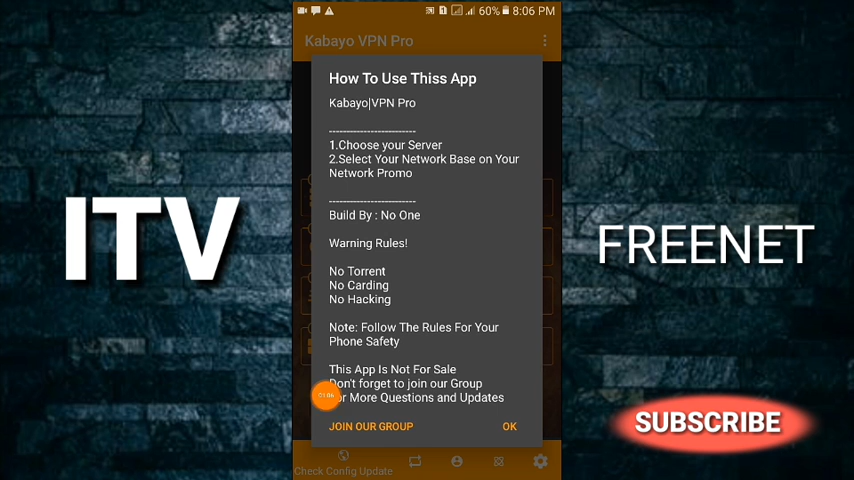 60% 8:06 PM
Kabayo VPN Pro
How To Use Thiss App
Kabayo|VPN Pro
-------------------------
1.Choose your Server
2.Select Your Network Base on Your
Network Promo
-------------------------
Build By : No One
Warning Rules!
No Torrent
No Carding
No Hacking
Note: Follow The Rules For Your
Phone Safety
This App Is Not For Sale
Don't forget to join our Group
For More Questions and Updates
01:06
JOIN OUR GROUP OK
Check Config.Update
ITV
FREENET
SUBSCRIBE